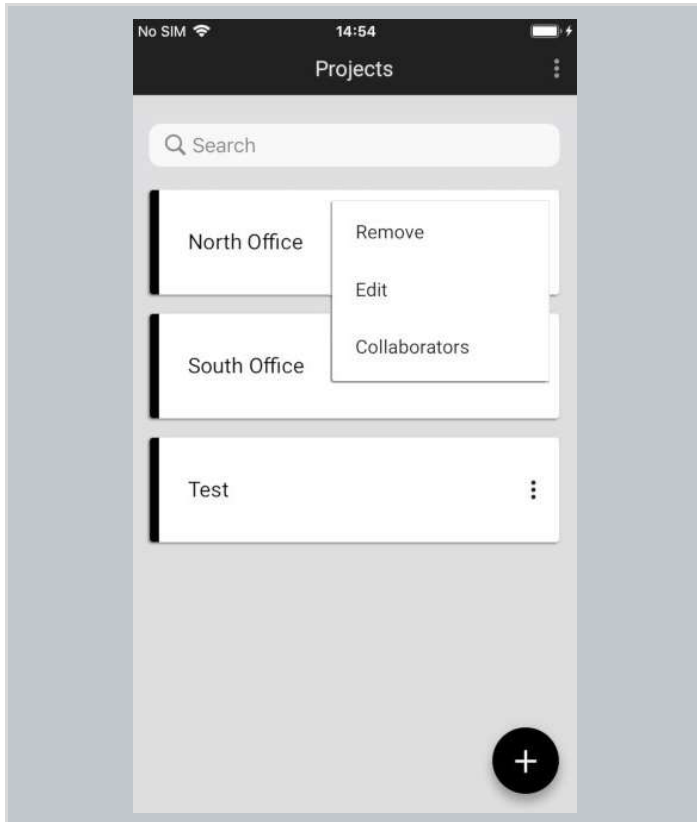 No SIM 14:54
Projects
Search
North Office
Remove
Edit
South Office
Collaborators
Test